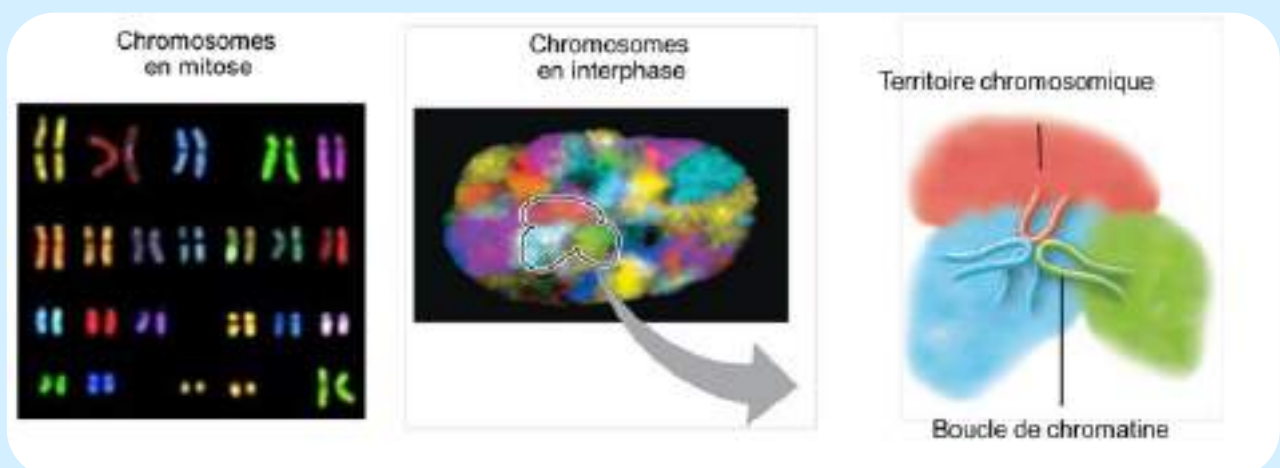 Chromosomes
en mitose
Chromosomes
en interphase
Territoire chromosomique
Boucle de chromatine